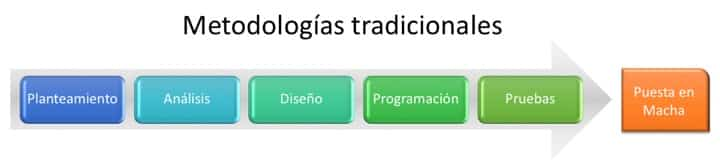 Metodologías tradicionales
Planteamiento
Análisis
Diseño
Programación
Pruebas
Puesta en
Macha